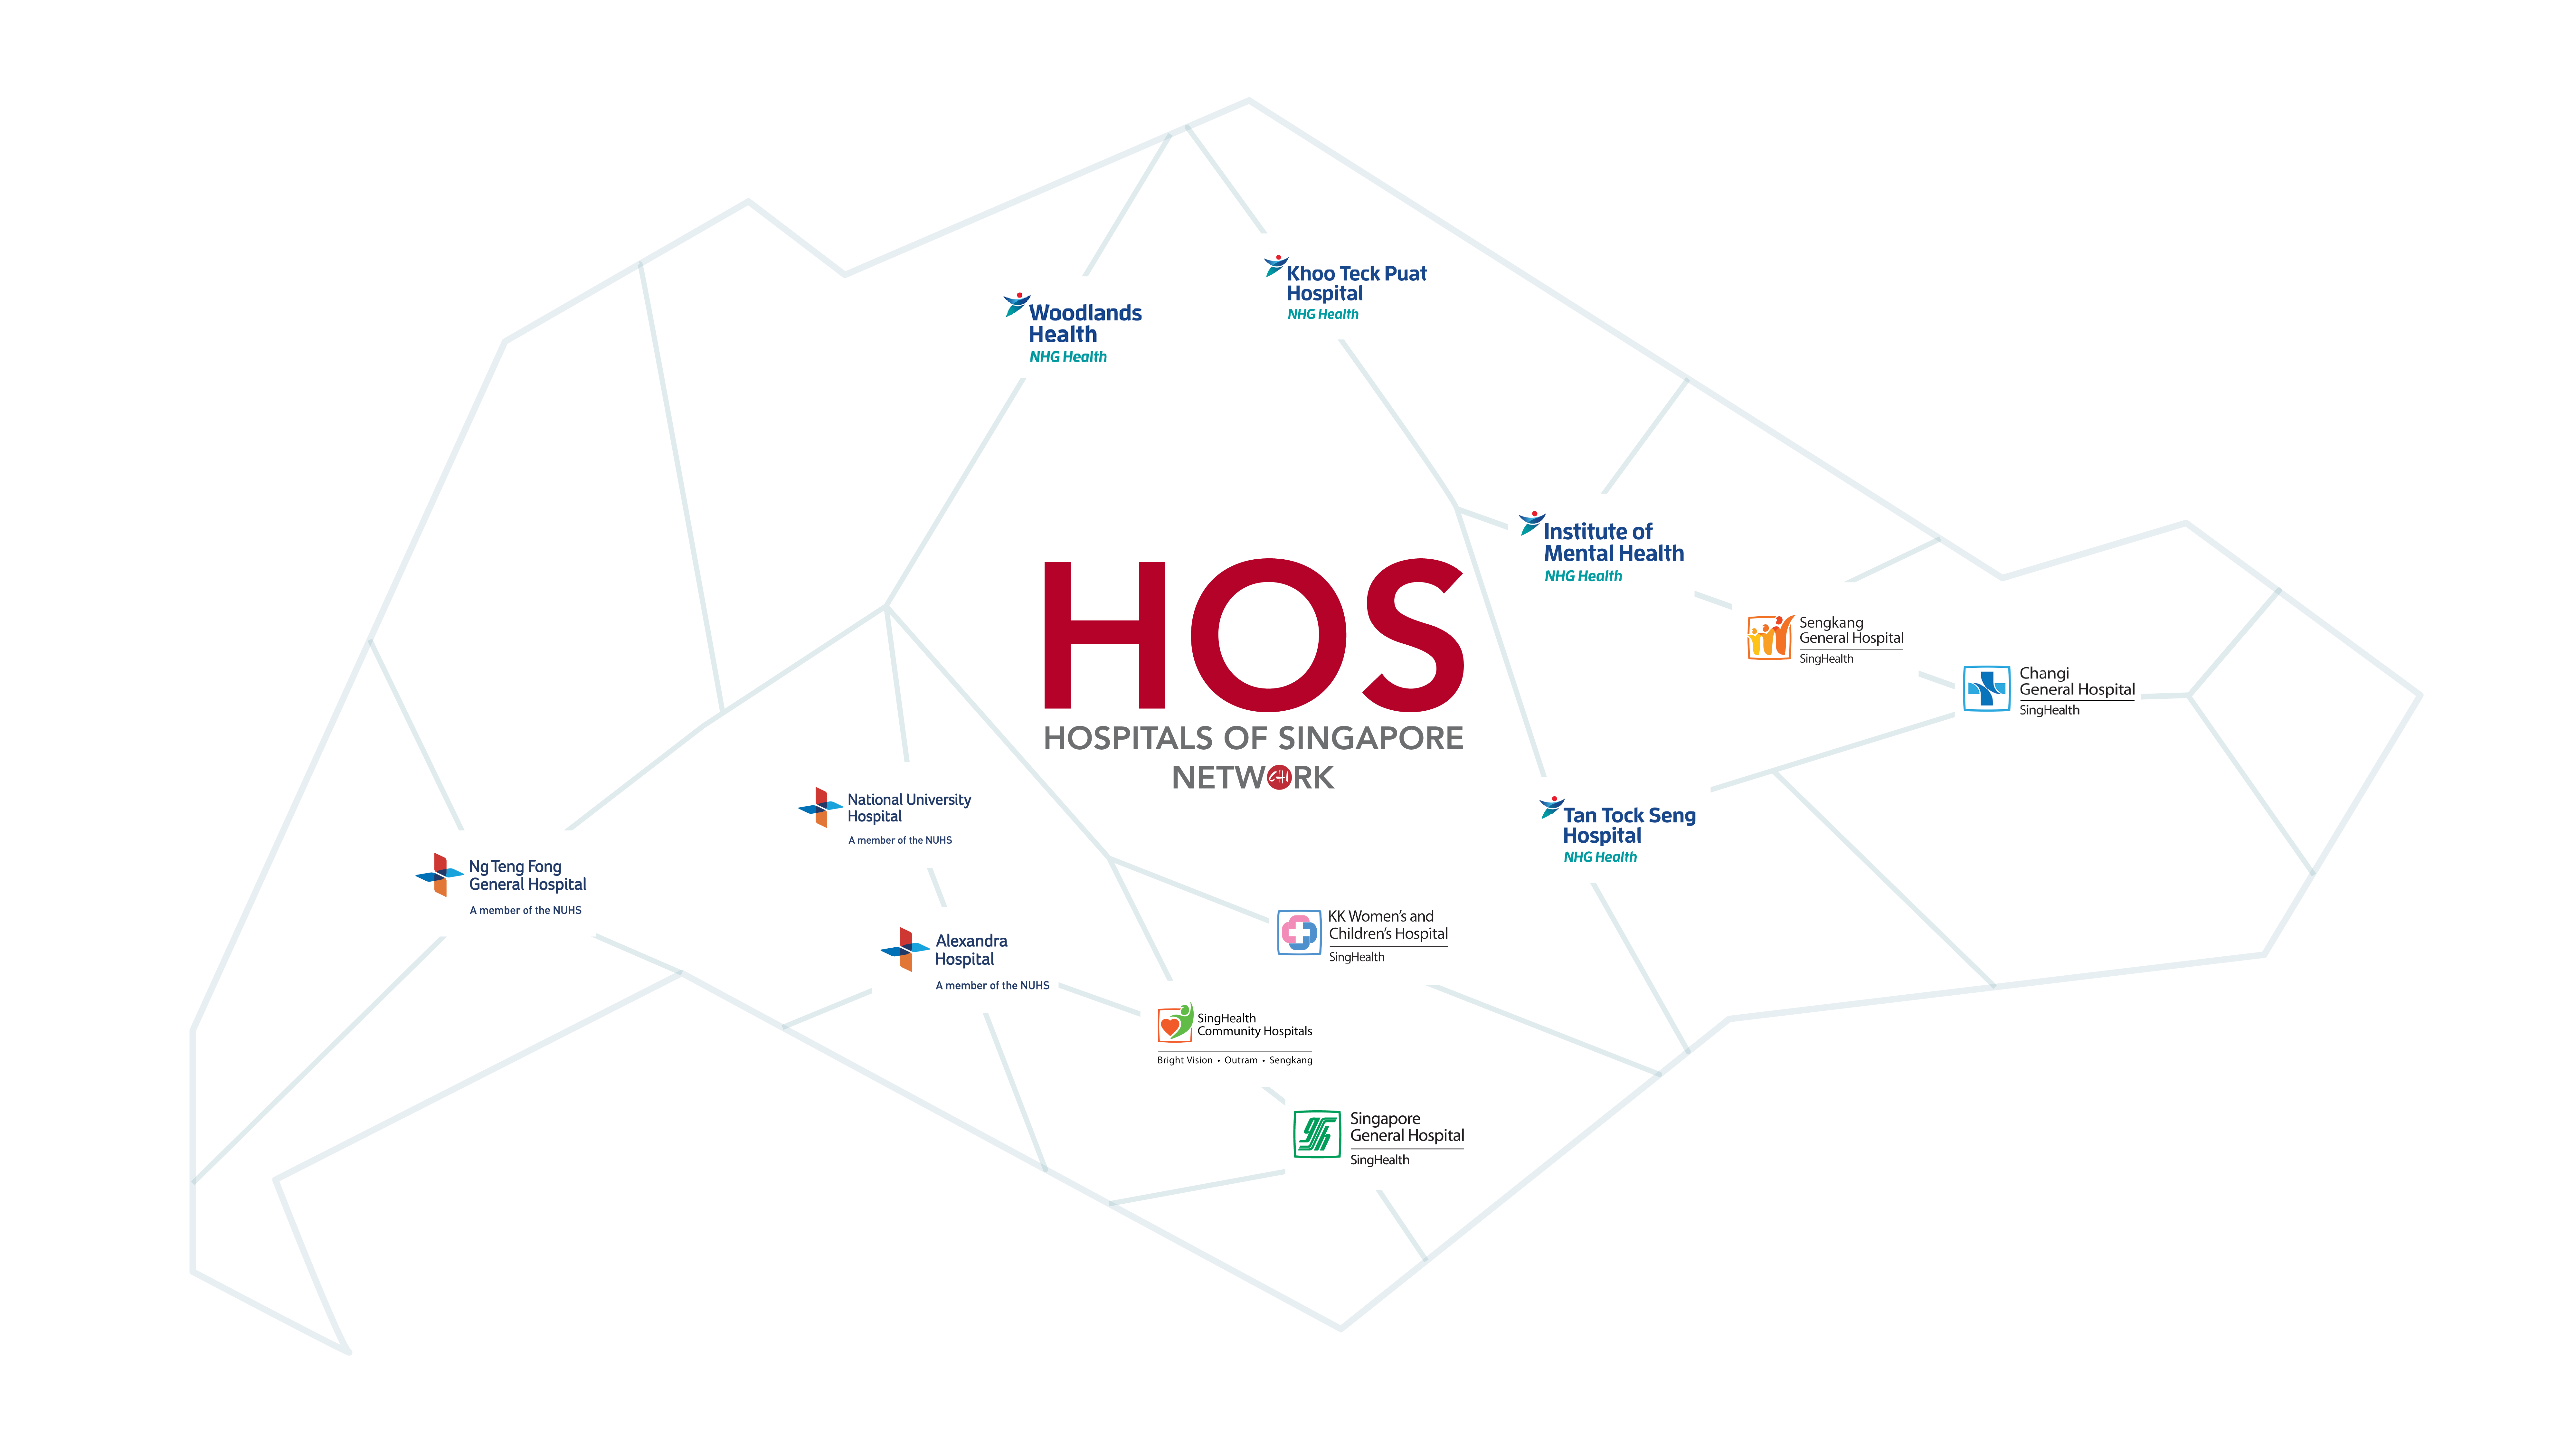 Khoo Teck Puat
Hospital
NHG Health
Woodlands
Health
NHG Health
Institute of
Mental Health
NHG Health
HOS
HOSPITALS OF SINGAPORE
NETWORK
CHI
Sengkang
General Hospital
SingHealth
Changi
General Hospital
SingHealth
National University
Hospital
A member of the NUHS
Tan Tock Seng
Hospital
NHG Health
Ng Teng Fong
General Hospital
A member of the NUHS
KK Women's and
Children's Hospital
SingHealth
Alexandra
Hospital
A member of the NUHS
SingHealth
Community Hospitals
Bright Vision • Outram • Sengkang
Singapore
General Hospital
SingHealth